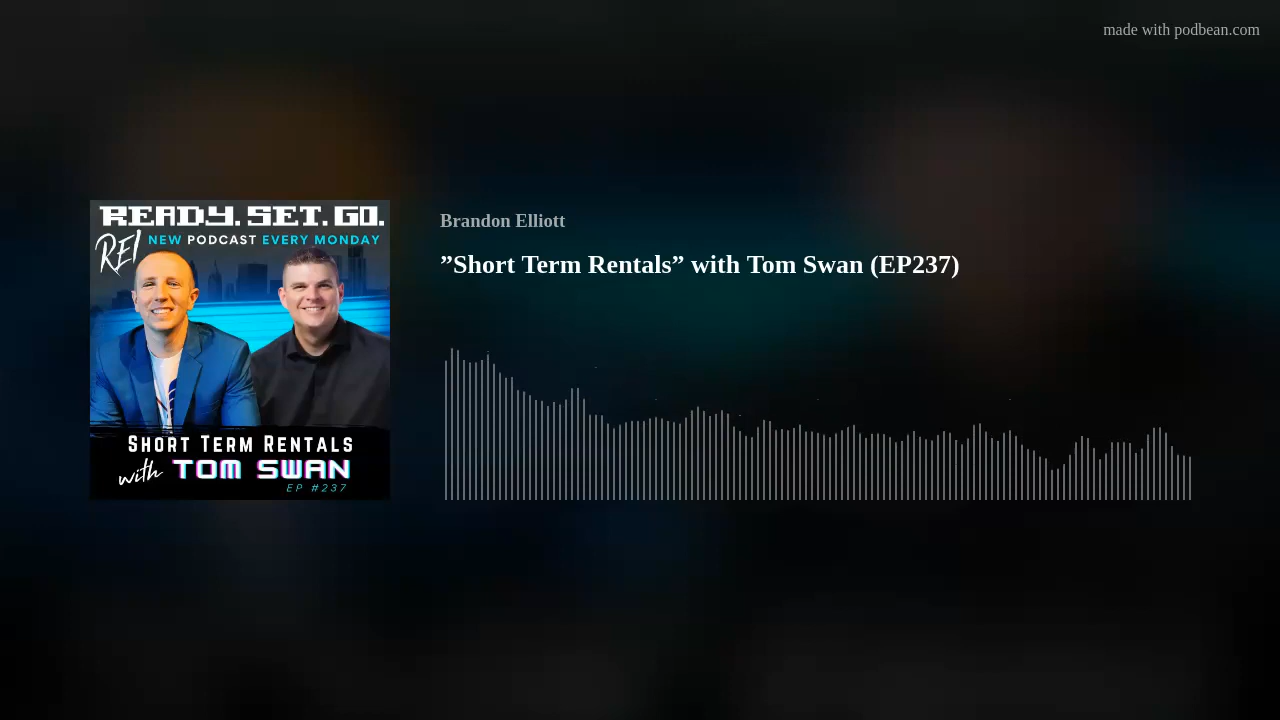 made with podbean.com
READY. SET. GO.
REI
NEW PODCAST EVERY MONDAY
SHORT TERM RENTALS
with TOM SWAN
EP #237
Brandon Elliott
”Short Term Rentals” with Tom Swan (EP237)